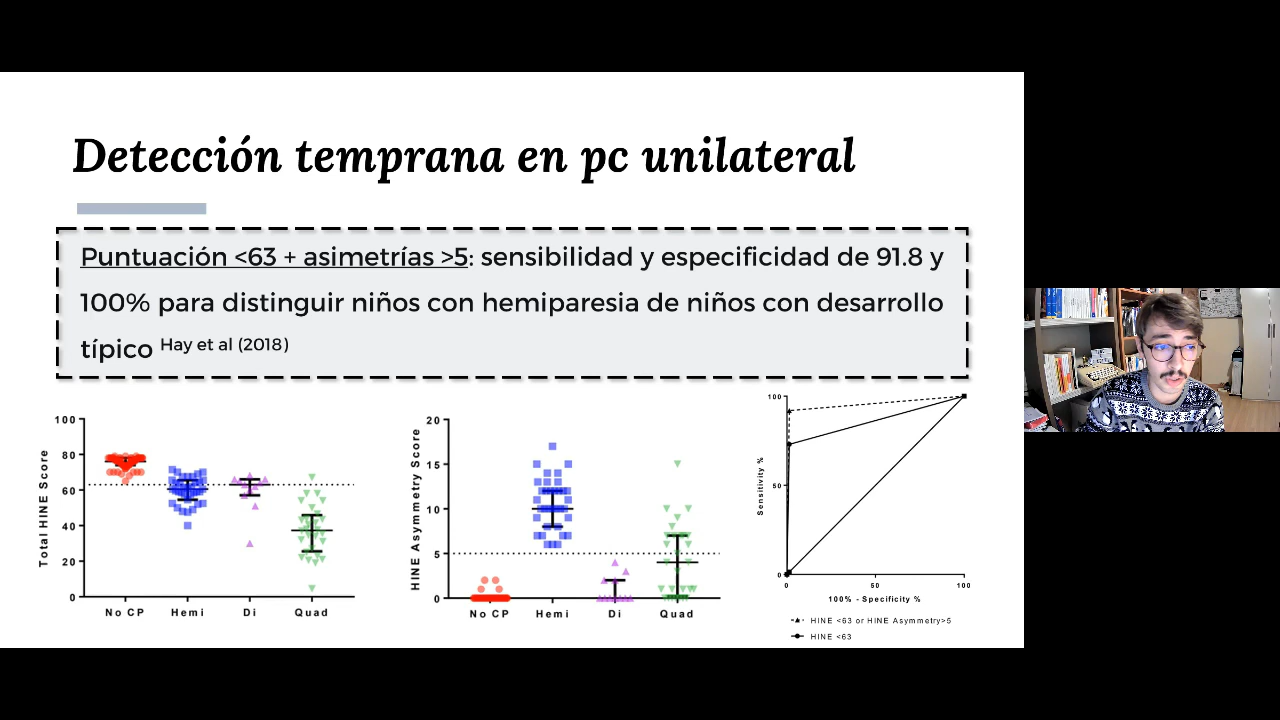 Detección temprana en pc unilateral
Puntuación <63 + asimetrías >5: sensibilidad y especificidad de 91.8 y
100% para distinguir niños con hemiparesia de niños con desarrollo
típico Hay et al (2018)
Total HINE Score
100
80
60
40
20
0
No CP Hemi Di Quad
HINE Asymmetry Score
20
15
10
5
0
No CP Hemi Di Quad
Sensitivity %
100
50
0
0 50 100
100% - Specificity %
HINE <63 or HINE Asymmetry>5
HINE <63